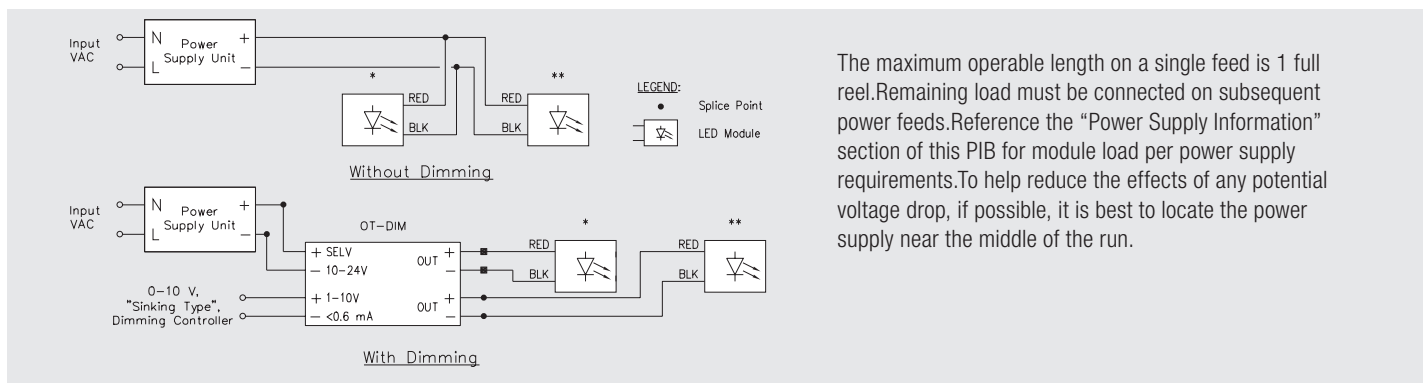 Input
VAC
N
L
Power
Supply Unit
+
−
*
RED
BLK
**
RED
BLK
LEGEND:
Splice Point
LED Module
Without Dimming
Input
VAC
N
L
Power
Supply Unit
+
−
OT-DIM
+ SELV
− 10-24V
+ 1-10V
− <0.6 mA
OUT +
−
OUT +
−
0-10 V,
"Sinking Type",
Dimming Controller
*
RED
BLK
**
RED
BLK
With Dimming
The maximum operable length on a single feed is 1 full
reel.Remaining load must be connected on subsequent
power feeds.Reference the “Power Supply Information”
section of this PIB for module load per power supply
requirements.To help reduce the effects of any potential
voltage drop, if possible, it is best to locate the power
supply near the middle of the run.